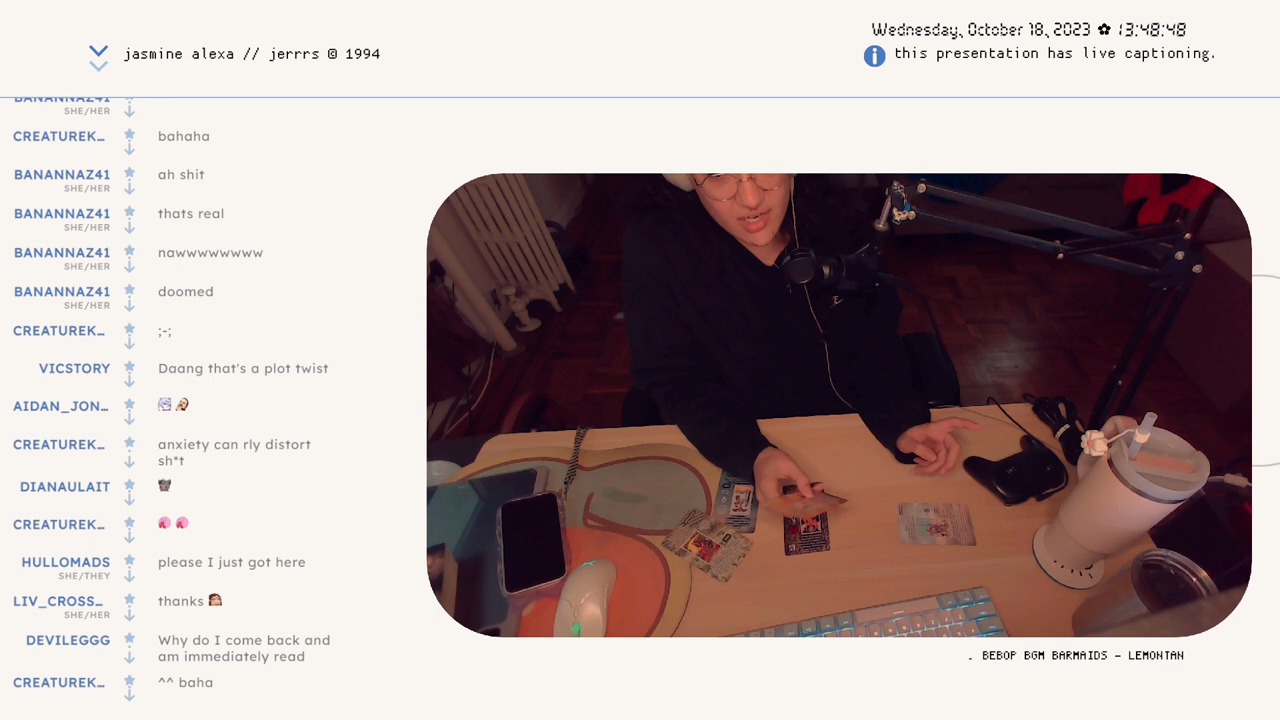 Wednesday, October 18, 2023 ✿ 13:48:48
jasmine alexa // jerrrs © 1994
this presentation has live captioning.
BANANNAZ41
SHE/HER
CREATUREK… bahaha
BANANNAZ41 ah shit
SHE/HER
BANANNAZ41 thats real
SHE/HER
BANANNAZ41 nawwwwwwww
SHE/HER
BANANNAZ41 doomed
SHE/HER
CREATUREK… ;-;
VICSTORY Daang that's a plot twist
AIDAN_JON…
CREATUREK… anxiety can rly distort
sh*t
DIANAULAIT
CREATUREK…
HULLOMADS please I just got here
SHE/THEY
LIV_CROSS… thanks
SHE/HER
DEVILEGGG Why do I come back and
am immediately read
CREATUREK… ^^ baha
. BEBOP BGM BARMAIDS - LEMONTAN